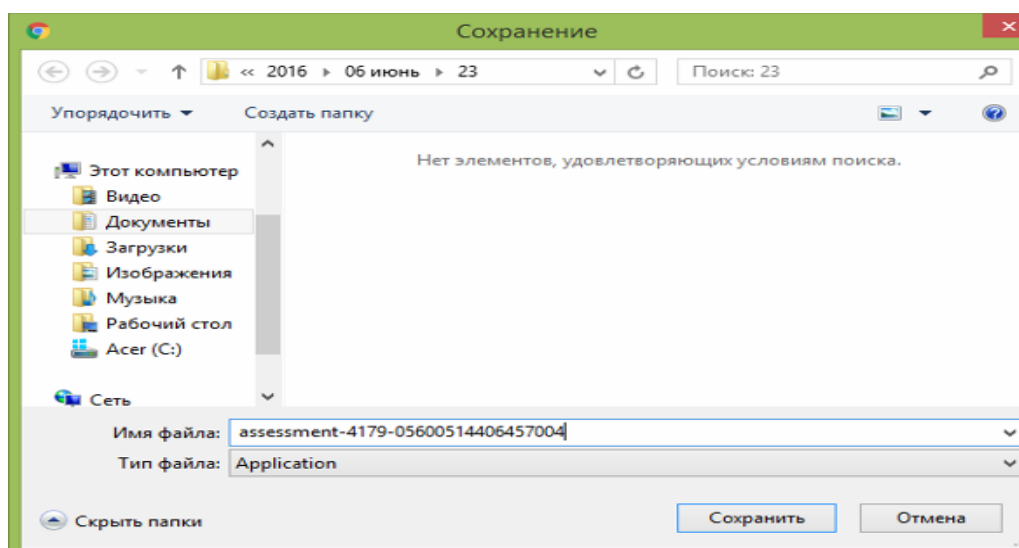 Сохранение
« 2016 ▸ 06 июнь ▸ 23
Поиск: 23
Упорядочить
Создать папку
Нет элементов, удовлетворяющих условиям поиска.
Этот компьютер
Видео
Документы
Загрузки
Изображения
Музыка
Рабочий стол
Acer (C:)
Сеть
Имя файла: assessment-4179-05600514406457004
Тип файла: Application
Скрыть папки
Сохранить
Отмена